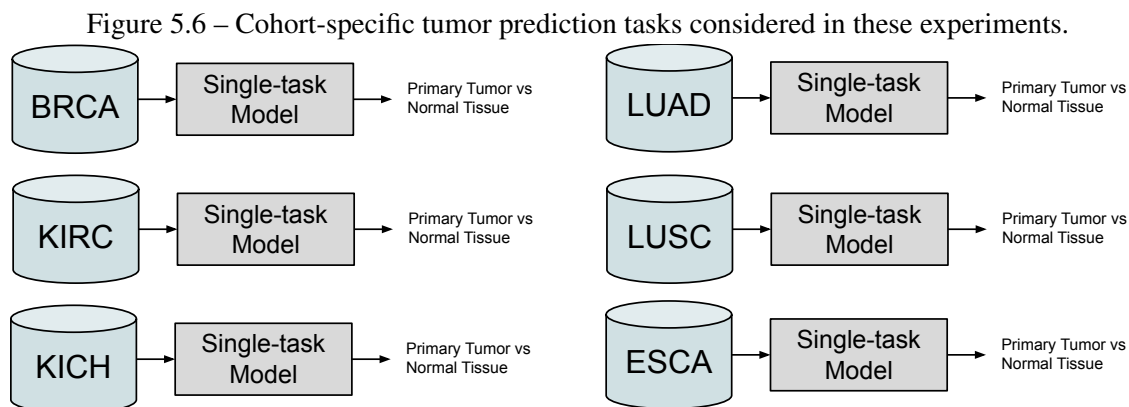 Figure 5.6 – Cohort-specific tumor prediction tasks considered in these experiments.
BRCA
Single-task
Model
Primary Tumor vs
Normal Tissue
LUAD
Single-task
Model
Primary Tumor vs
Normal Tissue
KIRC
Single-task
Model
Primary Tumor vs
Normal Tissue
LUSC
Single-task
Model
Primary Tumor vs
Normal Tissue
KICH
Single-task
Model
Primary Tumor vs
Normal Tissue
ESCA
Single-task
Model
Primary Tumor vs
Normal Tissue